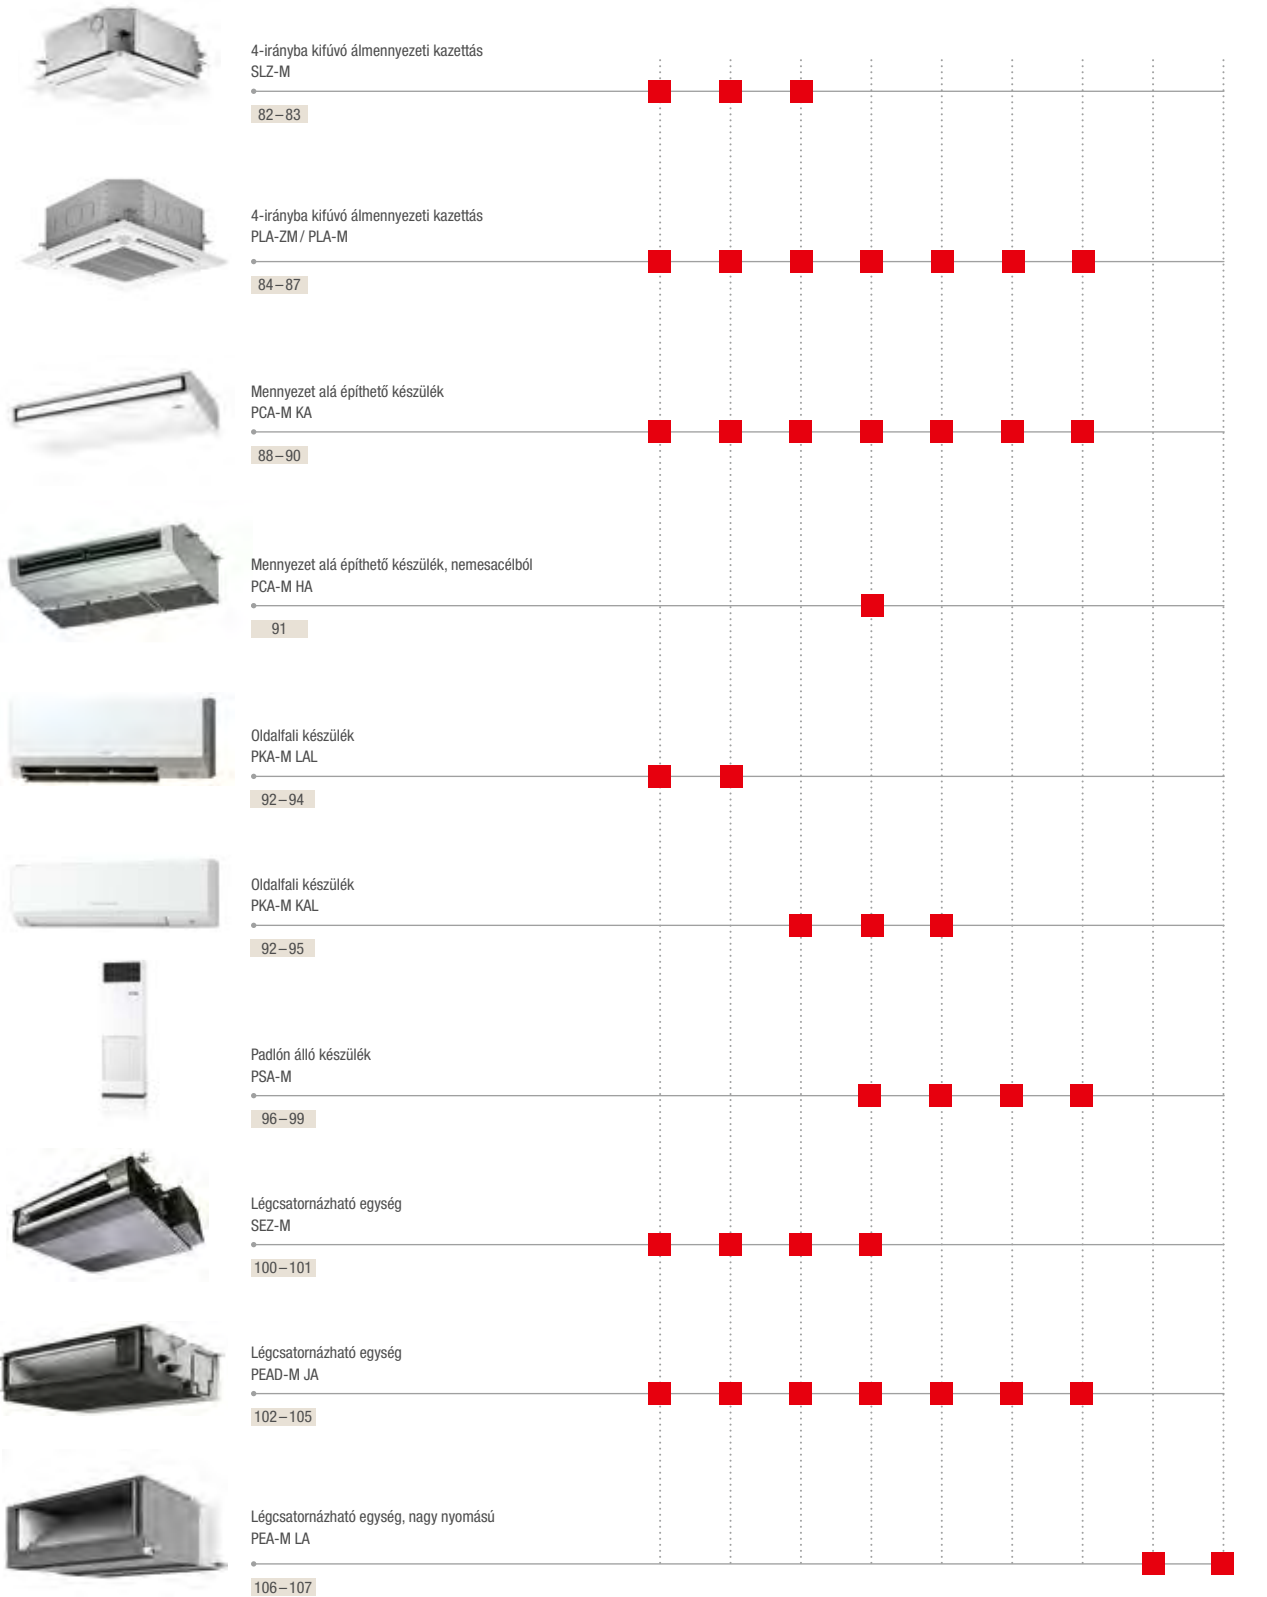 4-irányba kifúvó álmennyezeti kazettás
SLZ-M
82–83
4-irányba kifúvó álmennyezeti kazettás
PLA-ZM / PLA-M
84–87
Mennyezet alá építhető készülék
PCA-M KA
88–90
Mennyezet alá építhető készülék, nemesacélból
PCA-M HA
91
Oldalfali készülék
PKA-M LAL
92–94
Oldalfali készülék
PKA-M KAL
92–95
Padlón álló készülék
PSA-M
96–99
Légcsatornázható egység
SEZ-M
100–101
Légcsatornázható egység
PEAD-M JA
102–105
Légcsatornázható egység, nagy nyomású
PEA-M LA
106–107